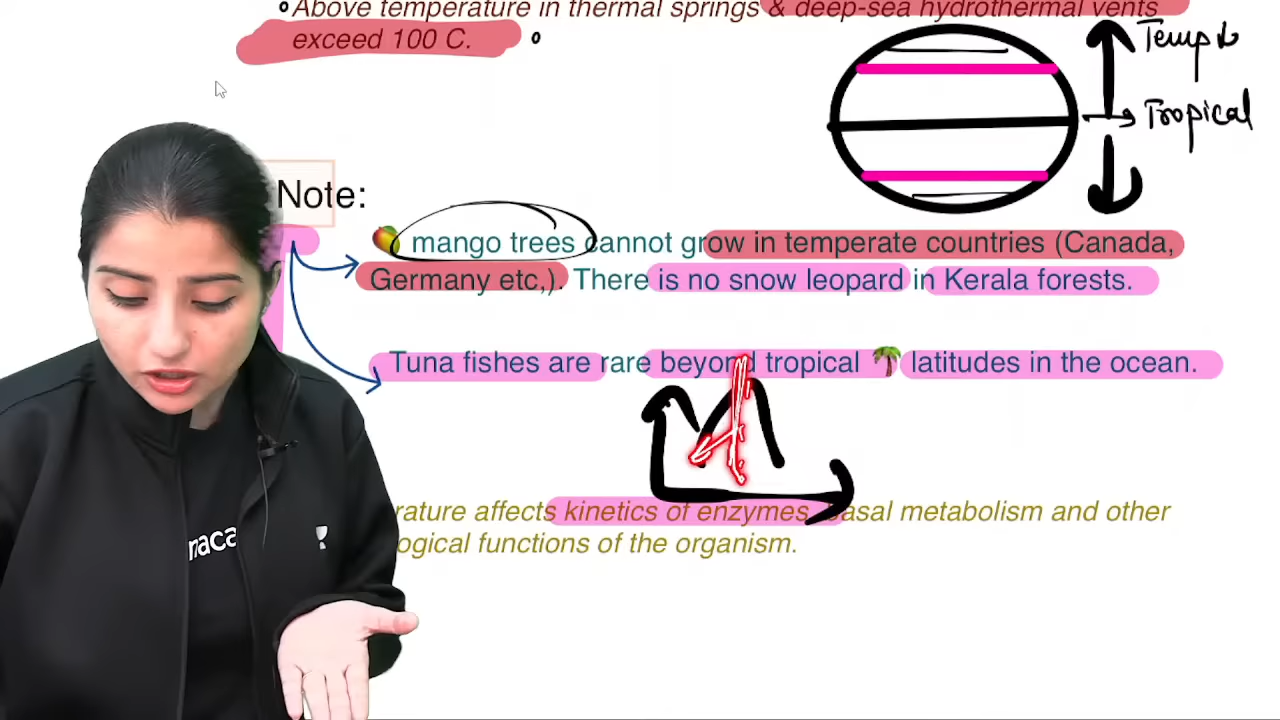 Above temperature in thermal springs & deep-sea hydrothermal vents
exceed 100 C.
Temp
Tropical
Note:
mango trees cannot grow in temperate countries (Canada,
Germany etc,). There is no snow leopard in Kerala forests.
Tuna fishes are rare beyond tropical latitudes in the ocean.
rature affects kinetics of enzymes, basal metabolism and other
ogical functions of the organism.
naca